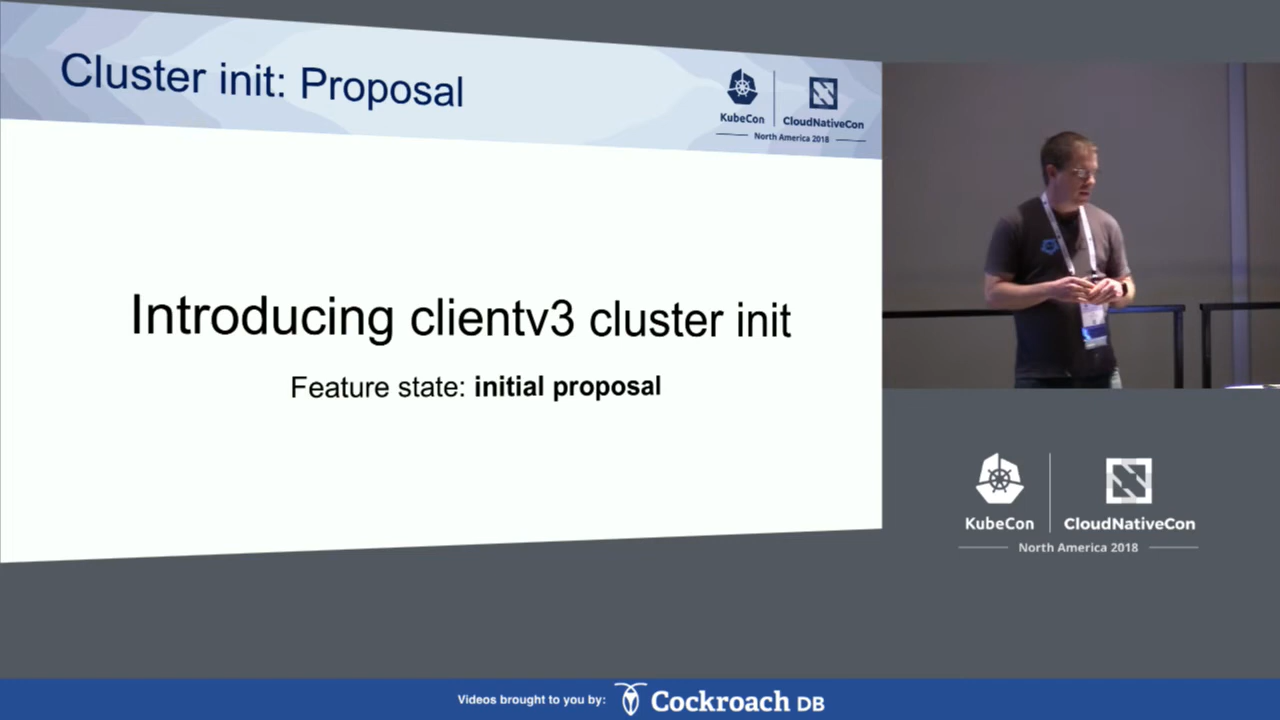 Cluster init: Proposal
KubeCon
CloudNativeCon
North America 2018
Introducing clientv3 cluster init
Feature state: initial proposal
KubeCon
CloudNativeCon
North America 2018
Videos brought to you by:
Cockroach DB